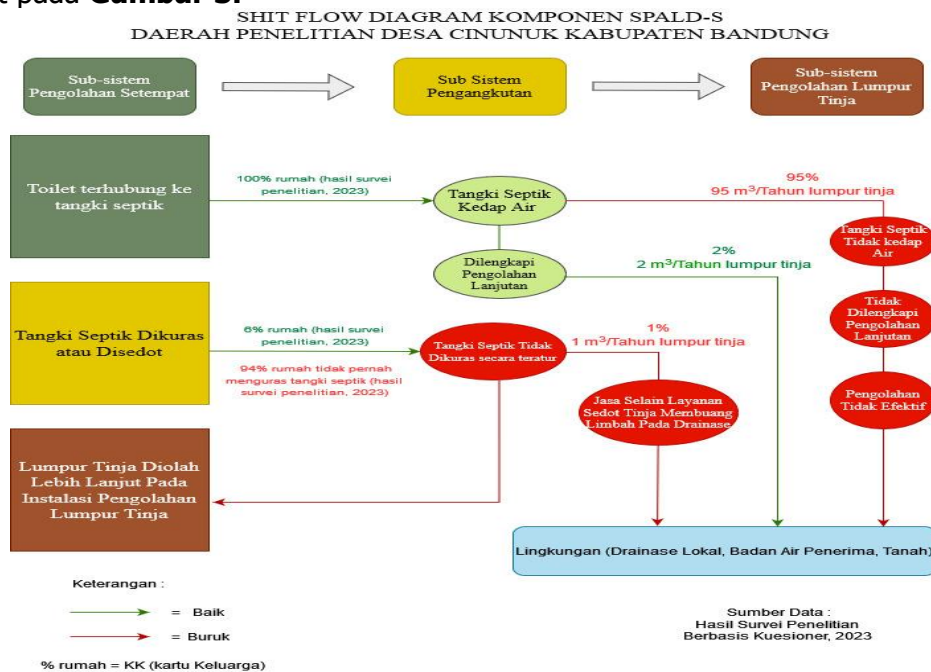 t pada Gambar 3.
SHIT FLOW DIAGRAM KOMPONEN SPALD-S
DAERAH PENELITIAN DESA CINUNUK KABUPATEN BANDUNG
Sub-sistem
Pengolahan Setempat
Sub Sistem
Pengangkutan
Sub-sistem
Pengolahan Lumpur
Tinja
Toilet terhubung ke
tangki septik
100% rumah (hasil survei
penelitian, 2023)
Tangki Septik
Kedap Air
95%
95 m³/Tahun lumpur tinja
Tangki Septik
Tidak kedap
Air
Dilengkapi
Pengolahan
Lanjutan
2%
2 m³/Tahun lumpur tinja
Tidak
Dilengkapi
Pengolahan
Lanjutan
Tangki Septik Dikuras
atau Disedot
6% rumah (hasil survei
penelitian, 2023)
94% rumah tidak pernah
menguras tangki septik (hasil
survei penelitian, 2023)
Tangki Septik Tidak
Dikuras secara teratur
1%
1 m³/Tahun lumpur tinja
Jasa Selain Layanan
Sedot Tinja Membuang
Limbah Pada Drainase
Pengolahan
Tidak Efektif
Lumpur Tinja Diolah
Lebih Lanjut Pada
Instalasi Pengolahan
Lumpur Tinja
Lingkungan (Drainase Lokal, Badan Air Penerima, Tanah)
Keterangan :
= Baik
= Buruk
% rumah = KK (kartu Keluarga)
Sumber Data :
Hasil Survei Penelitian
Berbasis Kuesioner, 2023